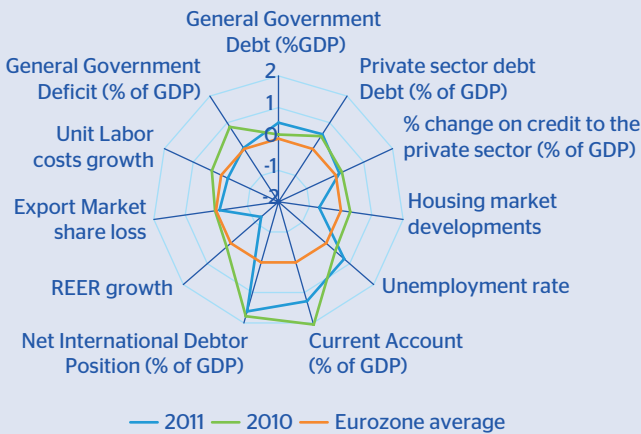 General Government
Debt (%GDP)
General Government
Deficit (% of GDP)
Private sector debt
Debt (% of GDP)
Unit Labor
costs growth
% change on credit to the
private sector (% of GDP)
Export Market
share loss
Housing market
developments
REER growth
Unemployment rate
Net International Debtor
Position (% of GDP)
Current Account
(% of GDP)
2
1
0
-1
-2
2011
2010
Eurozone average